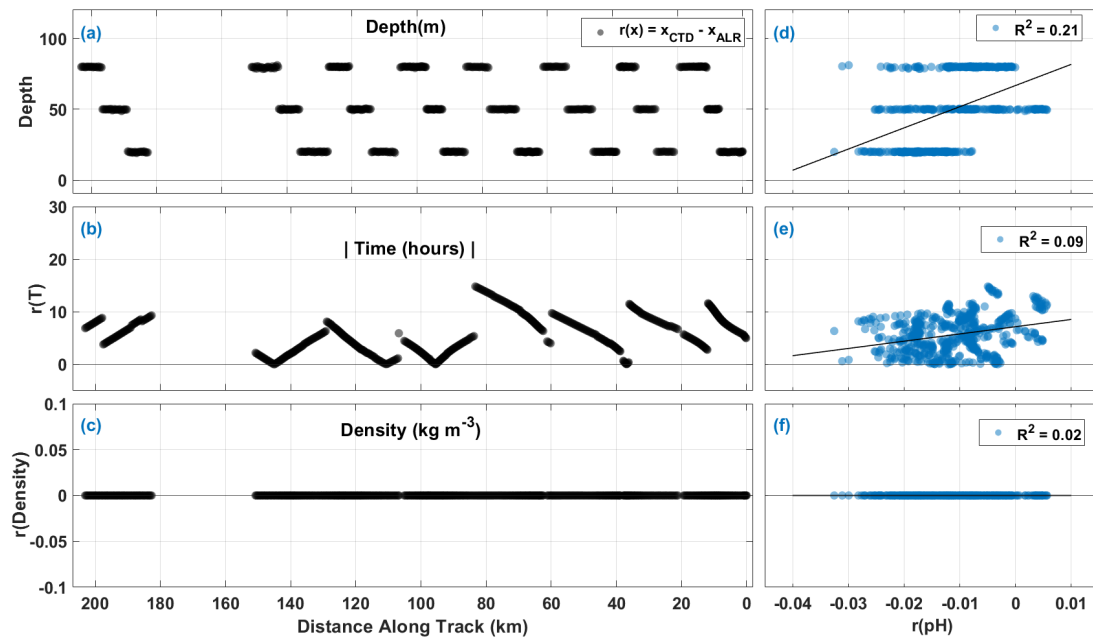 (a)
Depth(m)
r(x) = xCTD - xALR
100
50
0
Depth
(d)
R2 = 0.21
(b)
| Time (hours) |
30
20
10
0
r(T)
(e)
R2 = 0.09
(c)
Density (kg m-3)
0.1
0.05
0
-0.05
-0.1
r(Density)
(f)
R2 = 0.02
200 180 160 140 120 100 80 60 40 20 0
Distance Along Track (km)
-0.04 -0.03 -0.02 -0.01 0 0.01
r(pH)